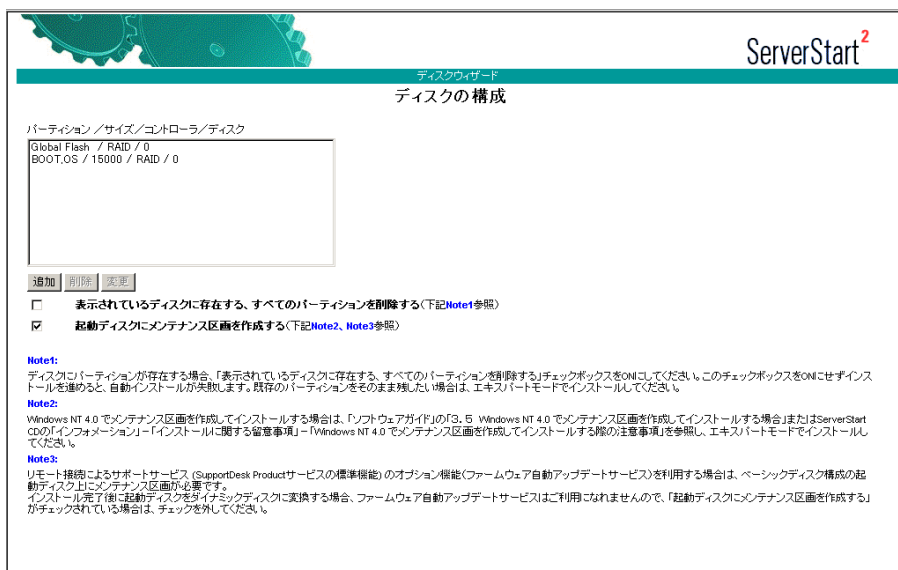 ServerStart2
ディスクウィザード
ディスクの構成
パーティション /サイズ/コントローラ/ディスク
Global Flash / RAID / 0
BOOT,OS / 15000 / RAID / 0
追加 削除 変更
表示されているディスクに存在する、すべてのパーティションを削除する(下記Note1参照)
起動ディスクにメンテナンス区画を作成する(下記Note2、Note3参照)
Note1:
ディスクにパーティションが存在する場合、「表示されているディスクに存在する、すべてのパーティションを削除する」チェックボックスをONにしてください。このチェックボックスをONにせずインス
トールを進めると、自動インストールが失敗します。既存のパーティションをそのまま残したい場合は、エキスパートモードでインストールしてください。
Note2:
Windows NT 4.0 でメンテナンス区画を作成してインストールする場合は、「ソフトウェアガイド」の「3. 5 Windows NT 4.0 でメンテナンス区画を作成してインストールする場合」またはServerStart
CDの「インフォメーション」-「インストールに関する留意事項」-「Windows NT 4.0 でメンテナンス区画を作成してインストールする際の注意事項」を参照し、エキスパートモードでインストールし
てください。
Note3:
リモート接続によるサポートサービス (SupportDesk Productサービスの標準機能) のオプション機能(ファームウェア自動アップデートサービス)を利用する場合は、ベーシックディスク構成の起
動ディスク上にメンテナンス区画が必要です。
インストール完了後に起動ディスクをダイナミックディスクに変換する場合、ファームウェア自動アップデートサービスはご利用になれませんので、「起動ディスクにメンテナンス区画を作成する」
がチェックされている場合は、チェックを外してください。